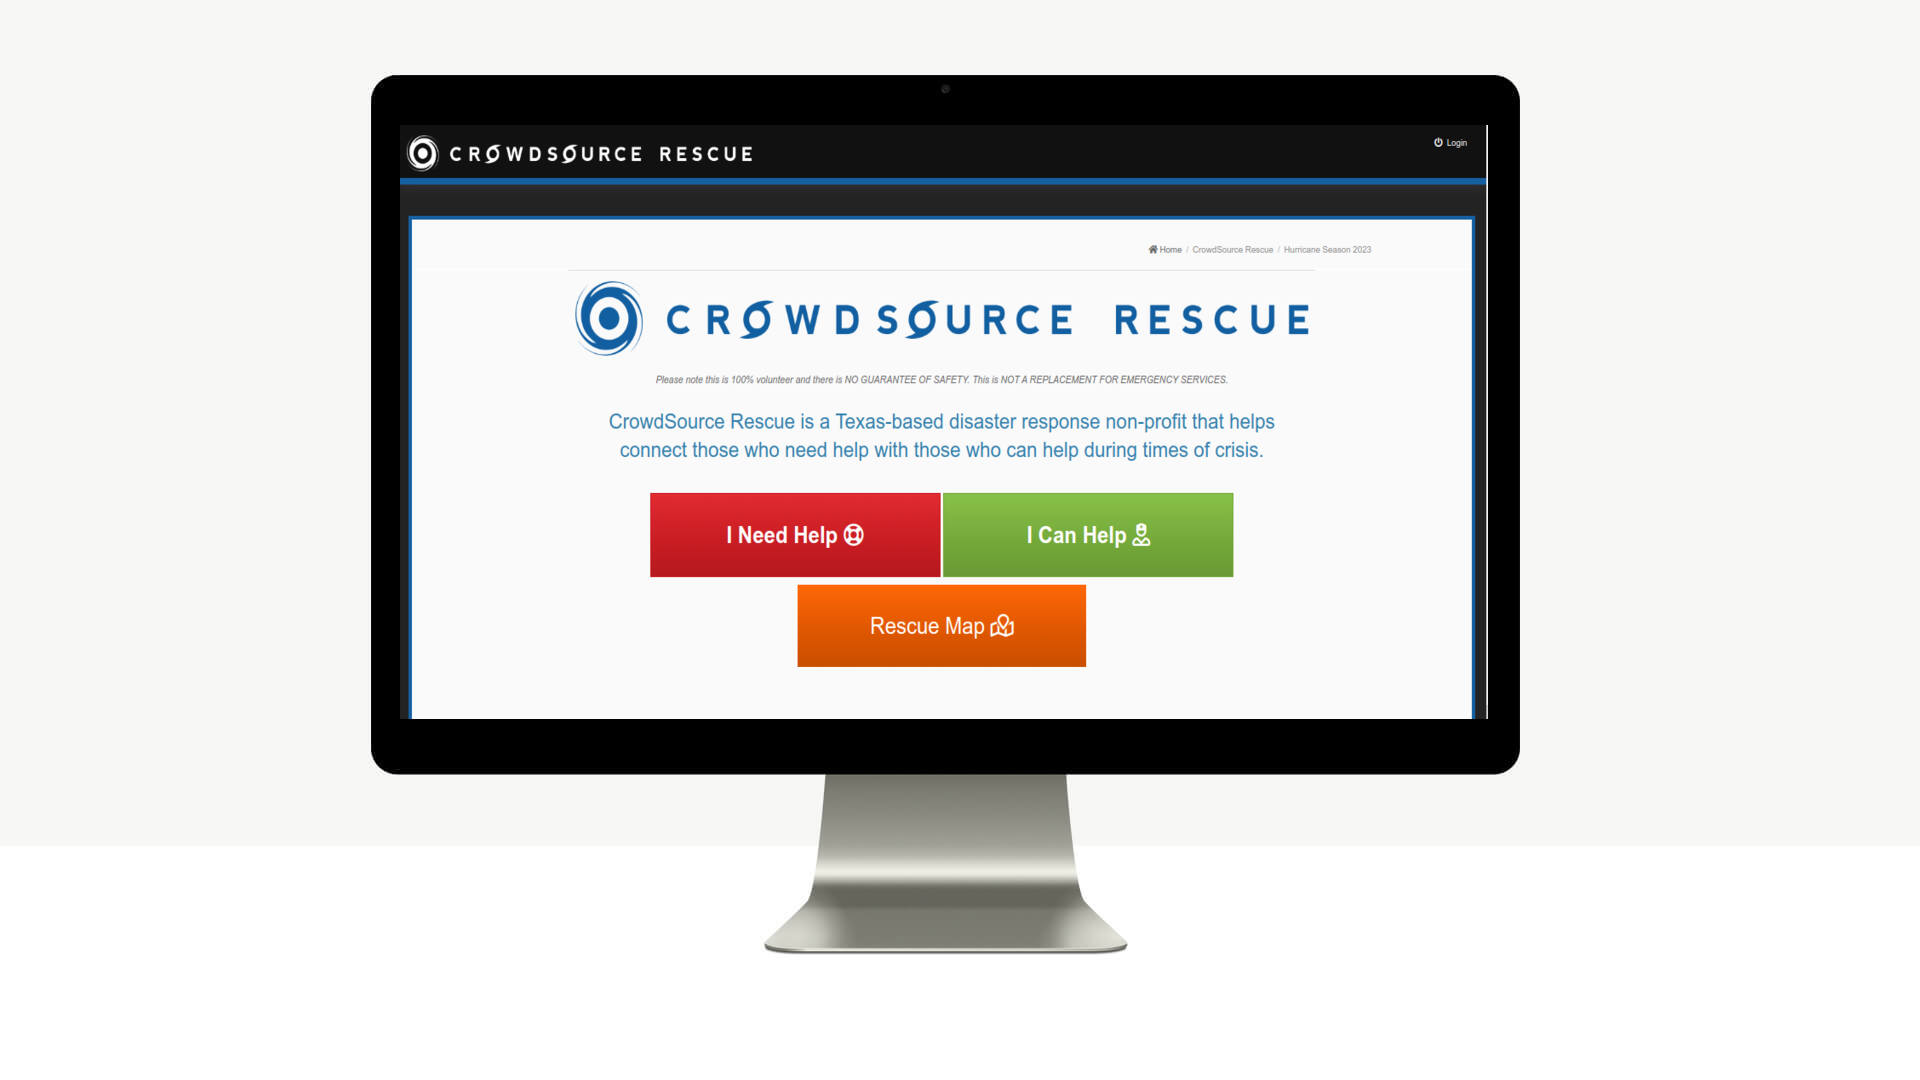 CROWDSOURCE RESCUE
Login
Home / CrowdSource Rescue / Hurricane Season 2023
CROWDSOURCE RESCUE
Please note this is 100% volunteer and there is NO GUARANTEE OF SAFETY. This is NOT A REPLACEMENT FOR EMERGENCY SERVICES.
CrowdSource Rescue is a Texas-based disaster response non-profit that helps
connect those who need help with those who can help during times of crisis.
I Need Help
I Can Help
Rescue Map